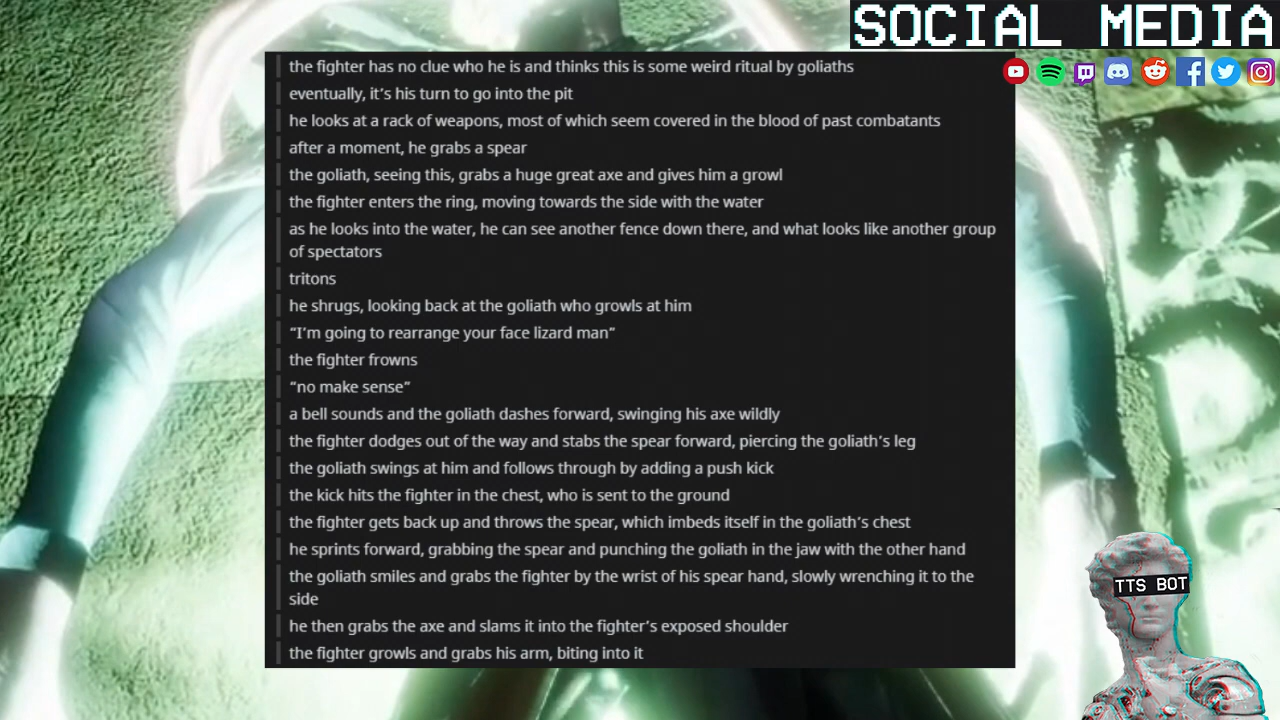 SOCIAL MEDIA
the fighter has no clue who he is and thinks this is some weird ritual by goliaths
eventually, it's his turn to go into the pit
he looks at a rack of weapons, most of which seem covered in the blood of past combatants
after a moment, he grabs a spear
the goliath, seeing this, grabs a huge great axe and gives him a growl
the fighter enters the ring, moving towards the side with the water
as he looks into the water, he can see another fence down there, and what looks like another group
of spectators
tritons
he shrugs, looking back at the goliath who growls at him
“I'm going to rearrange your face lizard man”
the fighter frowns
“no make sense”
a bell sounds and the goliath dashes forward, swinging his axe wildly
the fighter dodges out of the way and stabs the spear forward, piercing the goliath's leg
the goliath swings at him and follows through by adding a push kick
the kick hits the fighter in the chest, who is sent to the ground
the fighter gets back up and throws the spear, which imbeds itself in the goliath's chest
he sprints forward, grabbing the spear and punching the goliath in the jaw with the other hand
the goliath smiles and grabs the fighter by the wrist of his spear hand, slowly wrenching it to the
side
he then grabs the axe and slams it into the fighter's exposed shoulder
the fighter growls and grabs his arm, biting into it
TTS BOT